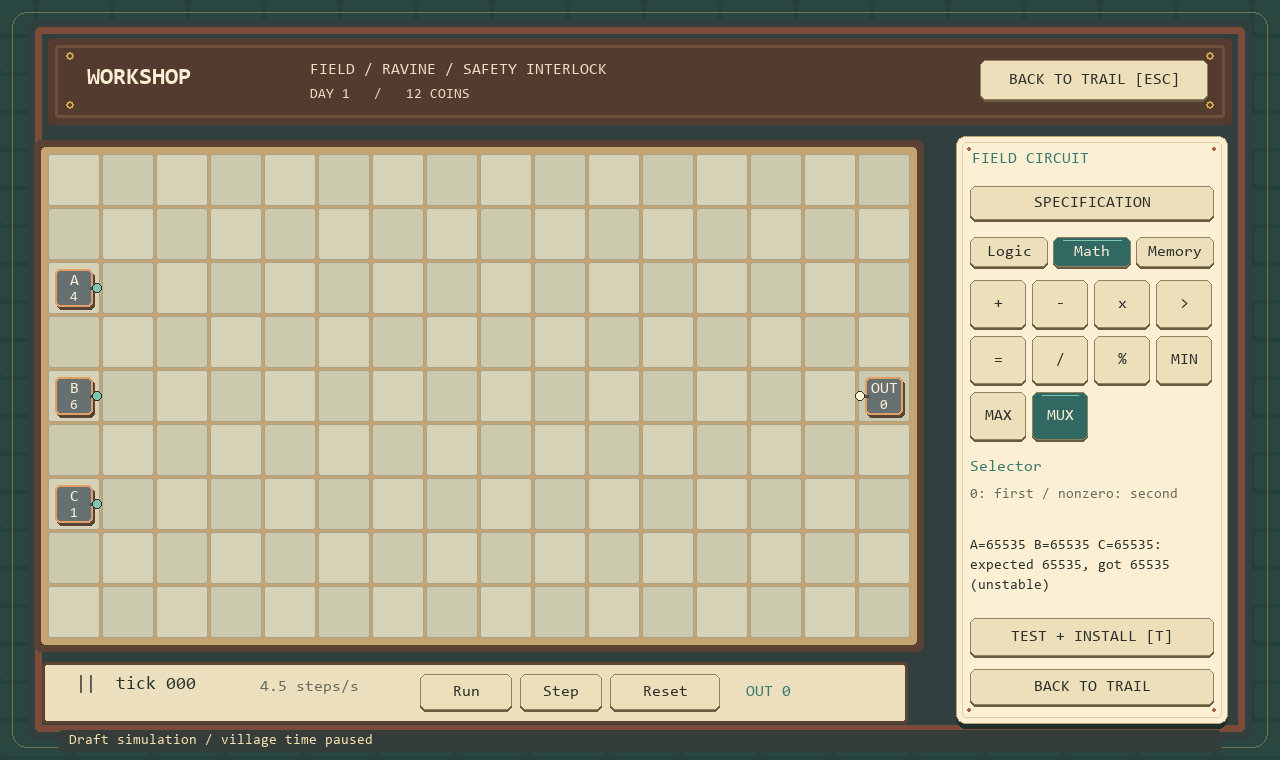 WORKSHOP
FIELD / RAVINE / SAFETY INTERLOCK
DAY 1 / 12 COINS
BACK TO TRAIL [ESC]
FIELD CIRCUIT
SPECIFICATION
Logic Math Memory
+ - x >
= / % MIN
MAX MUX
Selector
0: first / nonzero: second
A=65535 B=65535 C=65535:
expected 65535, got 65535
(unstable)
TEST + INSTALL [T]
BACK TO TRAIL
A
4
B
6
OUT
0
C
1
|| tick 000
4.5 steps/s
Run
Step
Reset
OUT 0
Draft simulation / village time paused